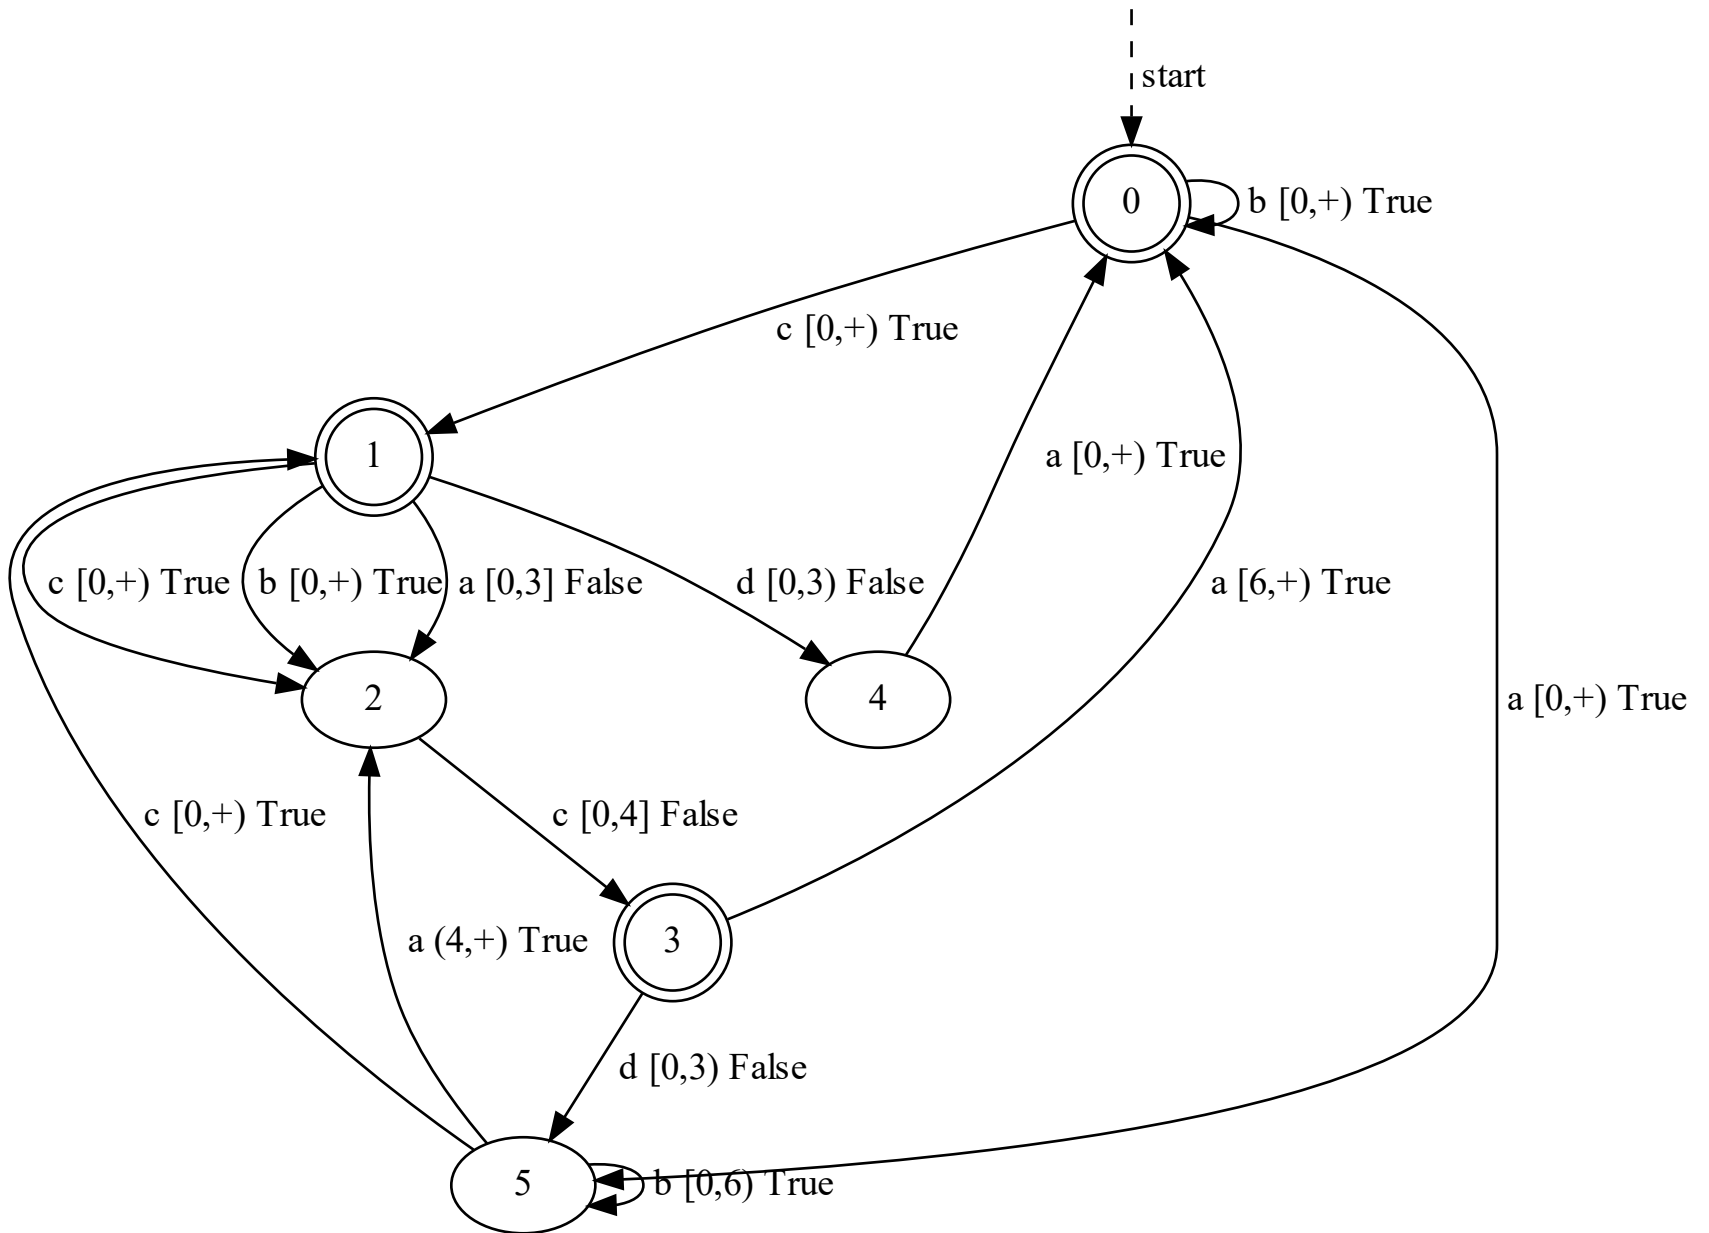 start
0
b [0,+) True
c [0,+) True
1
a [0,+) True
c [0,+) True
b [0,+) True
a [0,3] False
d [0,3) False
a [6,+) True
2
4
a [0,+) True
c [0,+) True
c [0,4] False
a (4,+) True
3
d [0,3) False
5
b [0,6) True